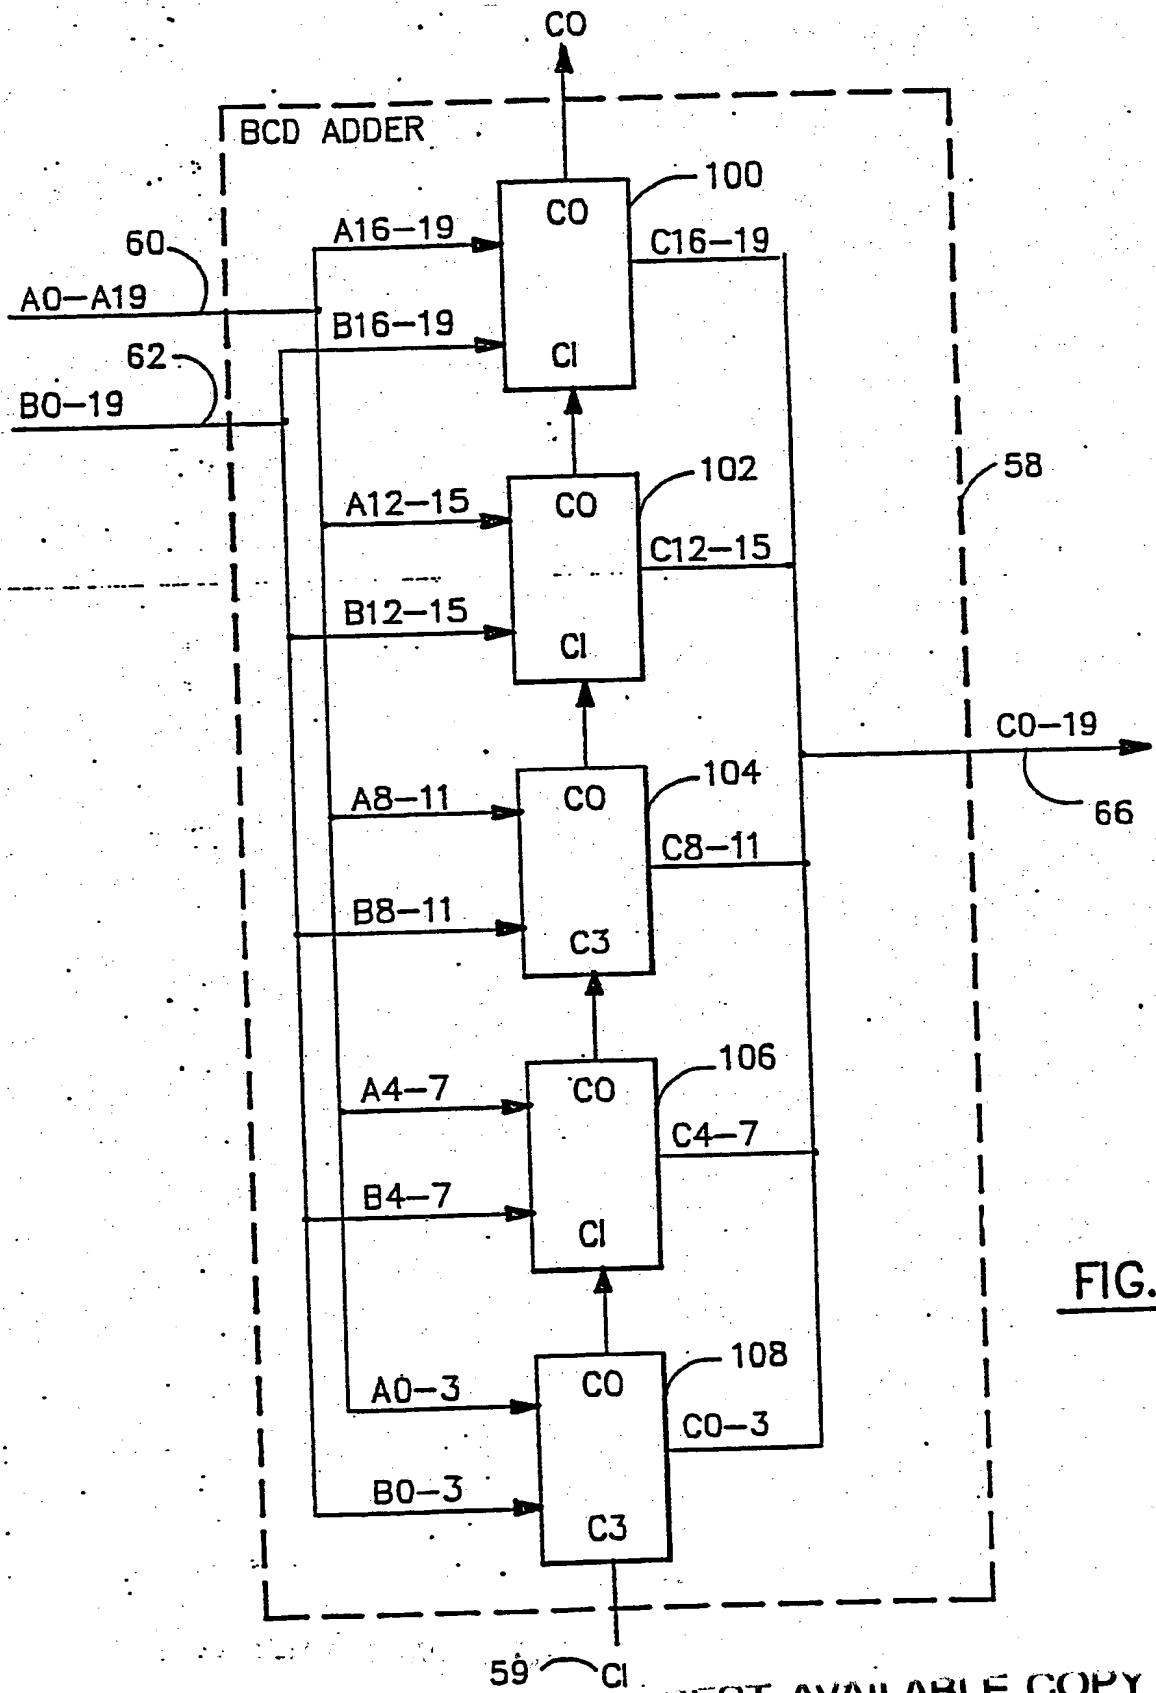 CO
BCD ADDER
100
CO
A16-19
C16-19
60
A0-A19
B16-19
62
CI
B0-19
102
58
A12-15
CO
C12-15
B12-15
CI
C0-19
104
A8-11
CO
66
C8-11
B8-11
C3
106
A4-7
CO
C4-7
B4-7
CI
FIG.
108
A0-3
CO
C0-3
B0-3
C3
59
CI
BEST AVAILABLE COPY